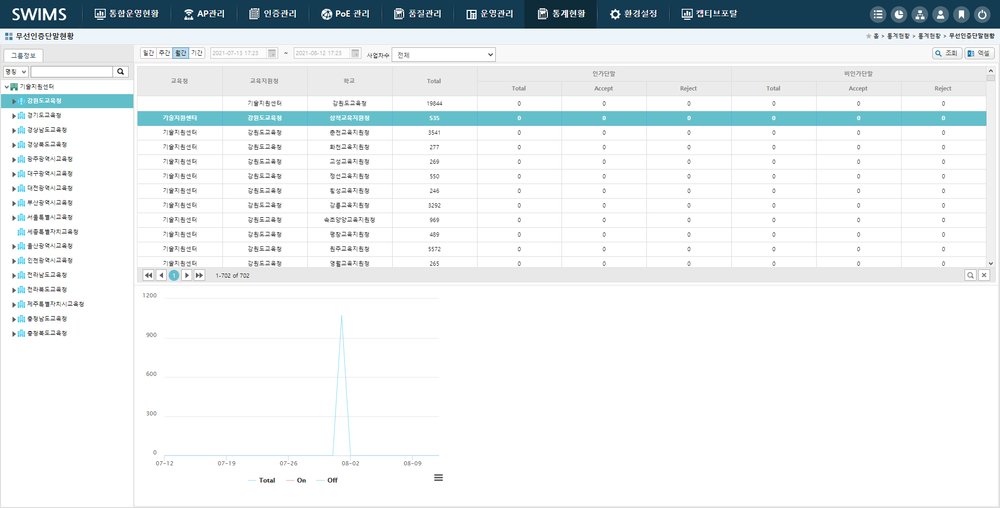 SWIMS 통합운영현황 AP관리 인증관리 PoE 관리 품질관리 운영관리 통계현황 환경설정 캡티브포탈
무선인증단말현황 홈 > 통계현황 > 통계현황 > 무선인증단말현황
그룹정보
명칭
기술지원센터
강원도교육청
경기도교육청
경상남도교육청
경상북도교육청
광주광역시교육청
대구광역시교육청
대전광역시교육청
부산광역시교육청
서울특별시교육청
세종특별자치교육청
울산광역시교육청
인천광역시교육청
전라남도교육청
전라북도교육청
제주특별자치시교육청
충청남도교육청
충청북도교육청
일간 주간 월간 기간 2021-07-13 17:23 ~ 2021-08-12 17:23 사업차수 전체 조회 엑셀
교육청 교육지원청 학교 Total 인가단말 비인가단말
Total Accept Reject Total Accept Reject
기술지원센터 강원도교육청 19844 0 0 0 0 0 0
기술지원센터 강원도교육청 삼척교육지원청 535 0 0 0 0 0 0
기술지원센터 강원도교육청 춘천교육지원청 3541 0 0 0 0 0 0
기술지원센터 강원도교육청 화천교육지원청 277 0 0 0 0 0 0
기술지원센터 강원도교육청 고성교육지원청 269 0 0 0 0 0 0
기술지원센터 강원도교육청 정선교육지원청 550 0 0 0 0 0 0
기술지원센터 강원도교육청 횡성교육지원청 246 0 0 0 0 0 0
기술지원센터 강원도교육청 강릉교육지원청 3292 0 0 0 0 0 0
기술지원센터 강원도교육청 속초양양교육지원청 969 0 0 0 0 0 0
기술지원센터 강원도교육청 평창교육지원청 489 0 0 0 0 0 0
기술지원센터 강원도교육청 원주교육지원청 5572 0 0 0 0 0 0
기술지원센터 강원도교육청 영월교육지원청 265 0 0 0 0 0 0
1 1-702 of 702
1200
900
600
300
0
07-12 07-19 07-26 08-02 08-09
Total On Off